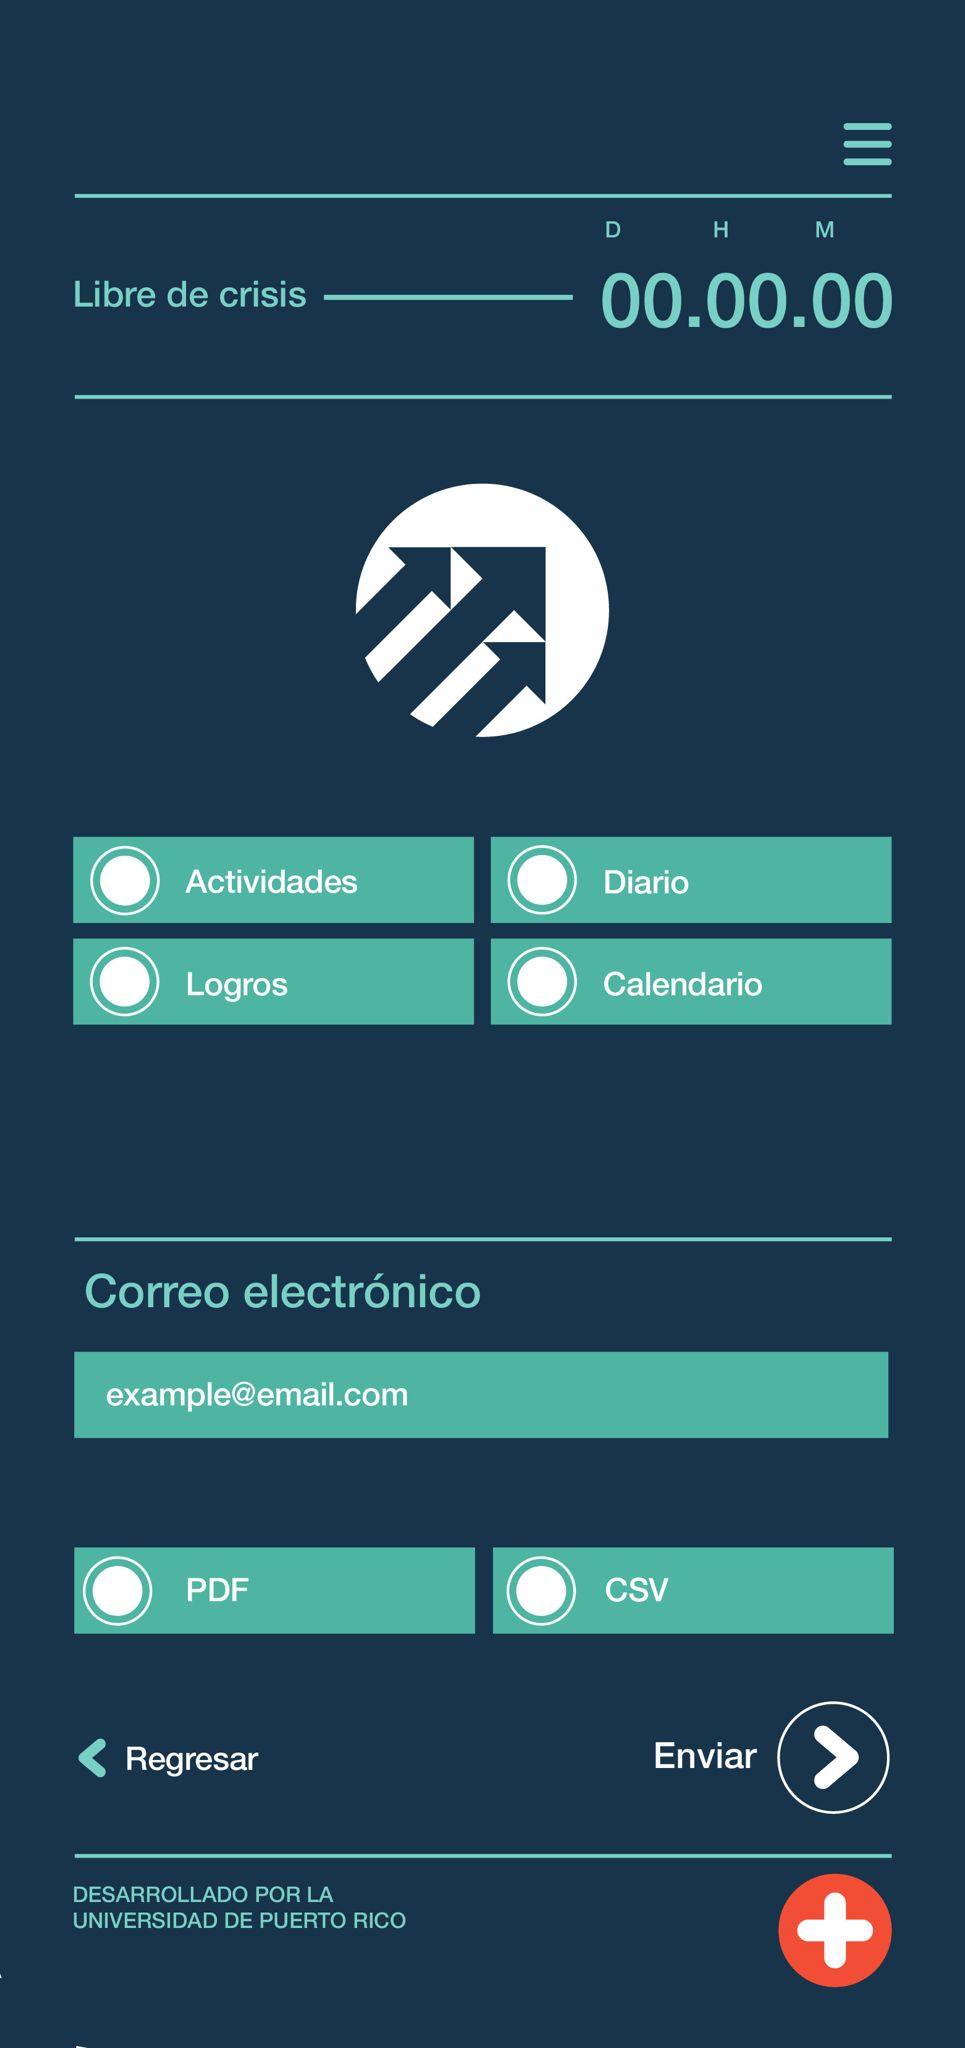 D H M
Libre de crisis 00.00.00
Actividades
Diario
Logros
Calendario
Correo electrónico
example@email.com
PDF
CSV
Regresar
Enviar
DESARROLLADO POR LA
UNIVERSIDAD DE PUERTO RICO